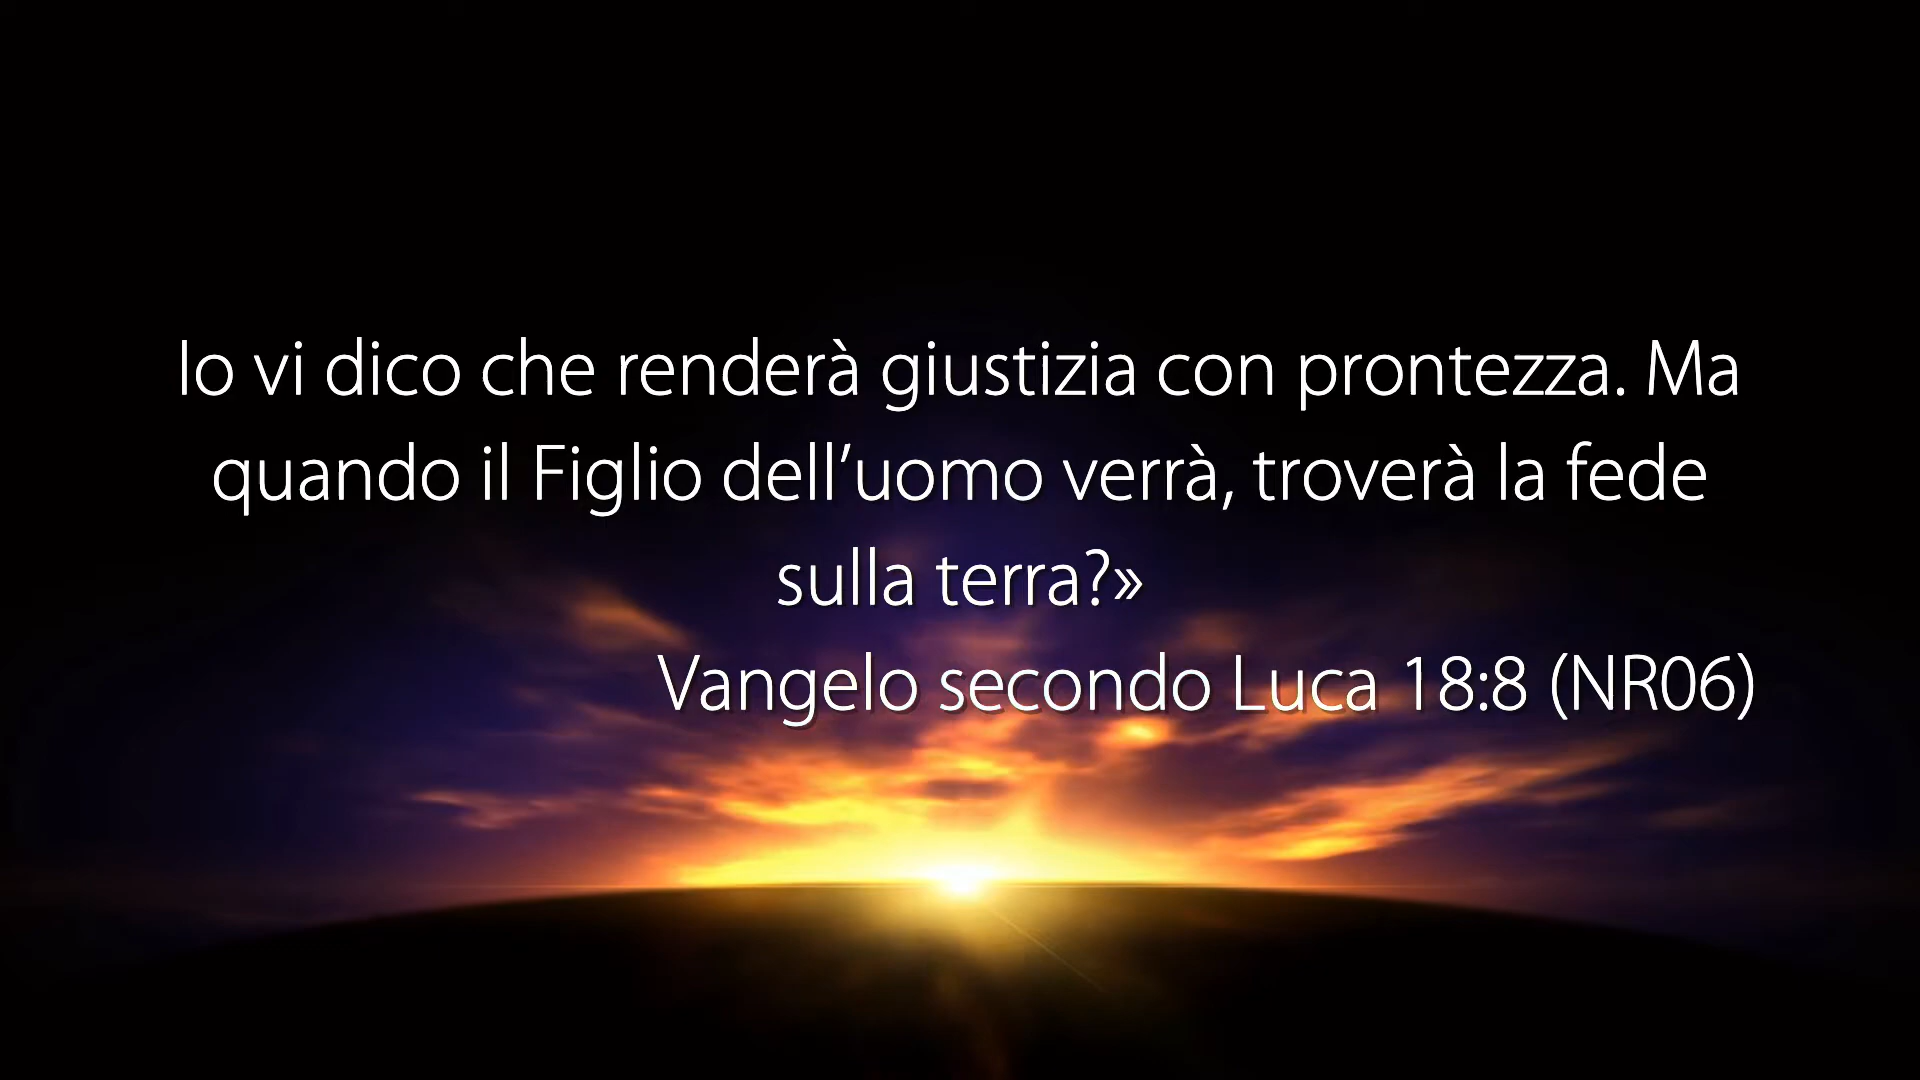 Io vi dico che renderà giustizia con prontezza. Ma
quando il Figlio dell’uomo verrà, troverà la fede
sulla terra?»
Vangelo secondo Luca 18:8 (NR06)